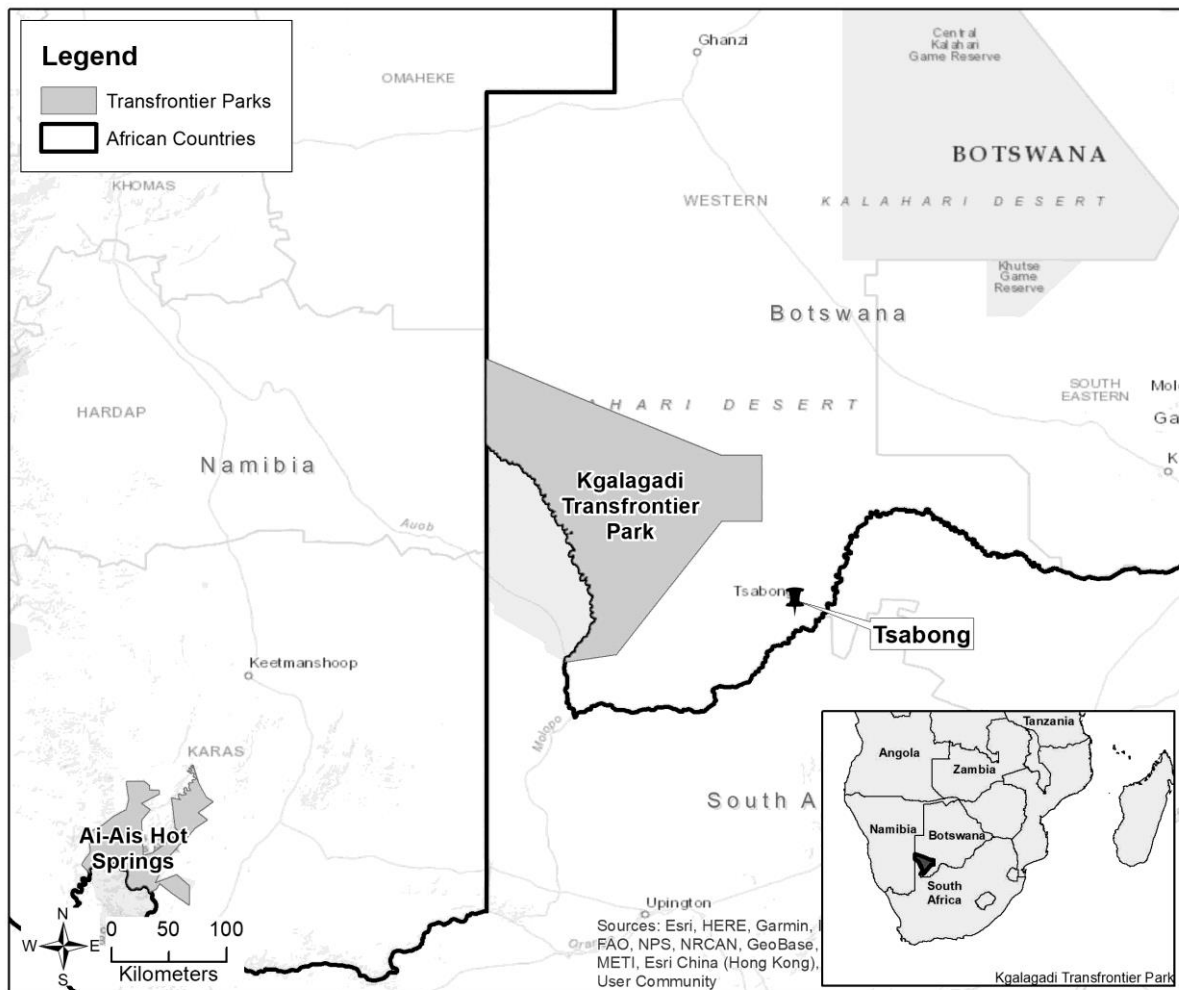 Legend
Transfrontier Parks
African Countries
OMAHEKE
Ghanzi
Central
Kalahari
Game Reserve
BOTSWANA
KHOMAS
WESTERN
KALAHARI DESERT
Khutse
Game
Reserve
Botswana
SOUTH
EASTERN
Molo
Ga
K
HARDAP
AHARI DESERT
Namibia
Kgalagadi
Transfrontier
Park
Auob
Tsabong
Tsabong
Keetmanshoop
Molopo
KARAS
South A
Ai-Ais Hot
Springs
Upington
N
W E
S
0 50 100
Kilometers
Sources: Esri, HERE, Garmin, I
FAO, NPS, NRCAN, GeoBase,
METI, Esri China (Hong Kong),
User Community
Tanzania
Angola
Zambia
Namibia
Botswana
South
Africa
Kgalagadi Transfrontier Park